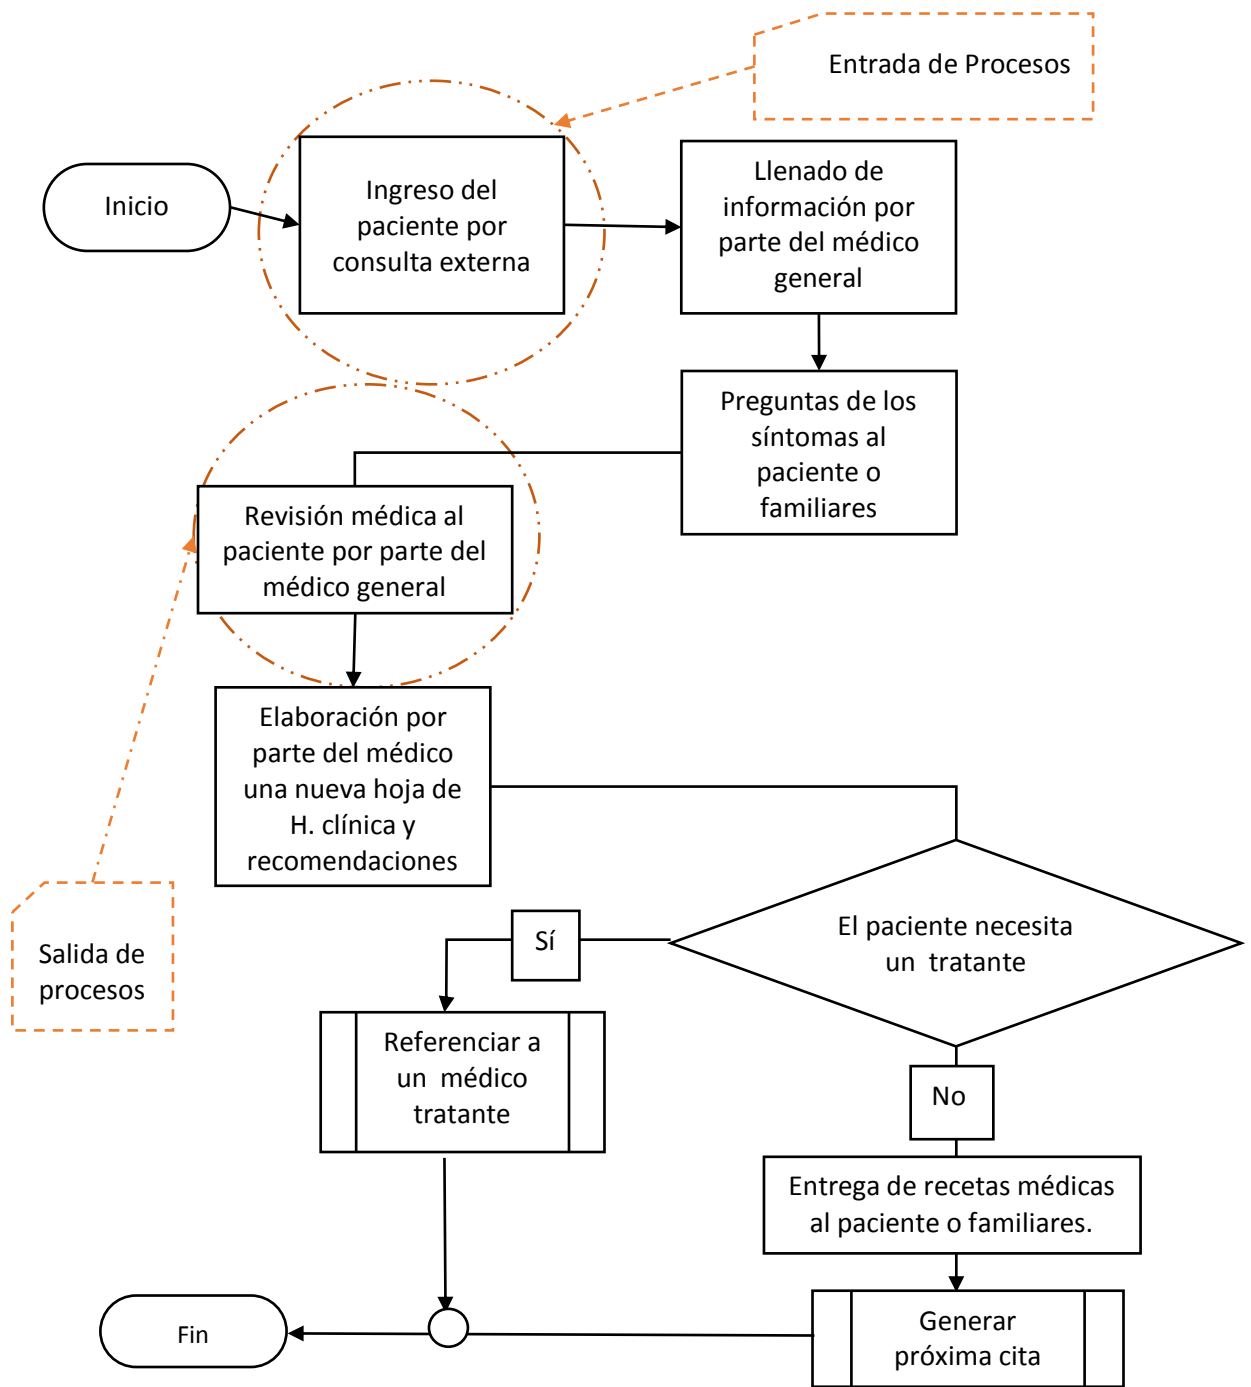 Entrada de Procesos
Inicio
Ingreso del
paciente por
consulta externa
Llenado de
información por
parte del médico
general
Preguntas de los
síntomas al
paciente o
familiares
Revisión médica al
paciente por parte del
médico general
Elaboración por
parte del médico
una nueva hoja de
H. clínica y
recomendaciones
Salida de
procesos
El paciente necesita
un tratante
Sí
Referenciar a
un médico
tratante
No
Entrega de recetas médicas
al paciente o familiares.
Generar
próxima cita
Fin